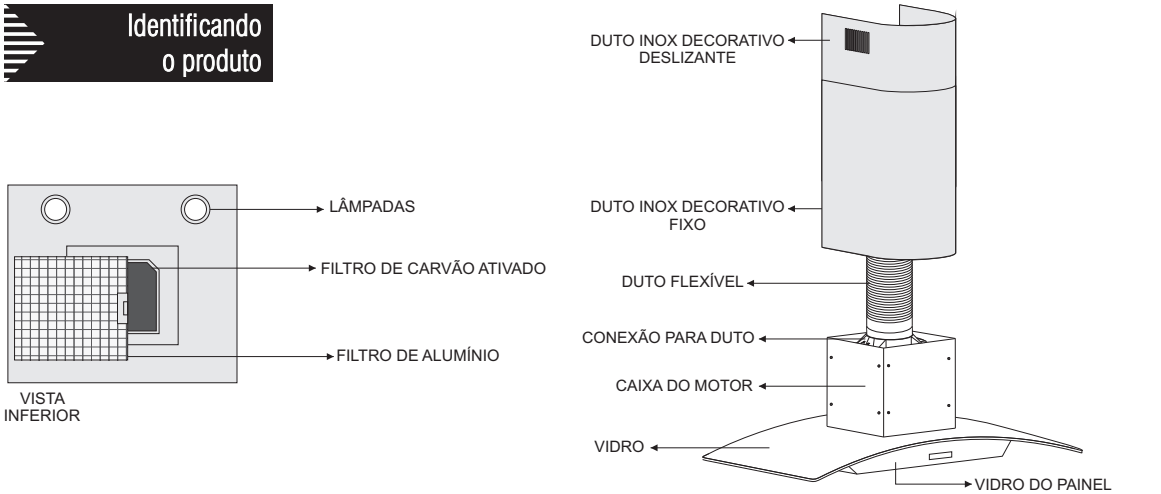 Identificando
o produto
LÂMPADAS
FILTRO DE CARVÃO ATIVADO
FILTRO DE ALUMÍNIO
VISTA
INFERIOR
DUTO INOX DECORATIVO
DESLIZANTE
DUTO INOX DECORATIVO
FIXO
DUTO FLEXÍVEL
CONEXÃO PARA DUTO
CAIXA DO MOTOR
VIDRO
VIDRO DO PAINEL